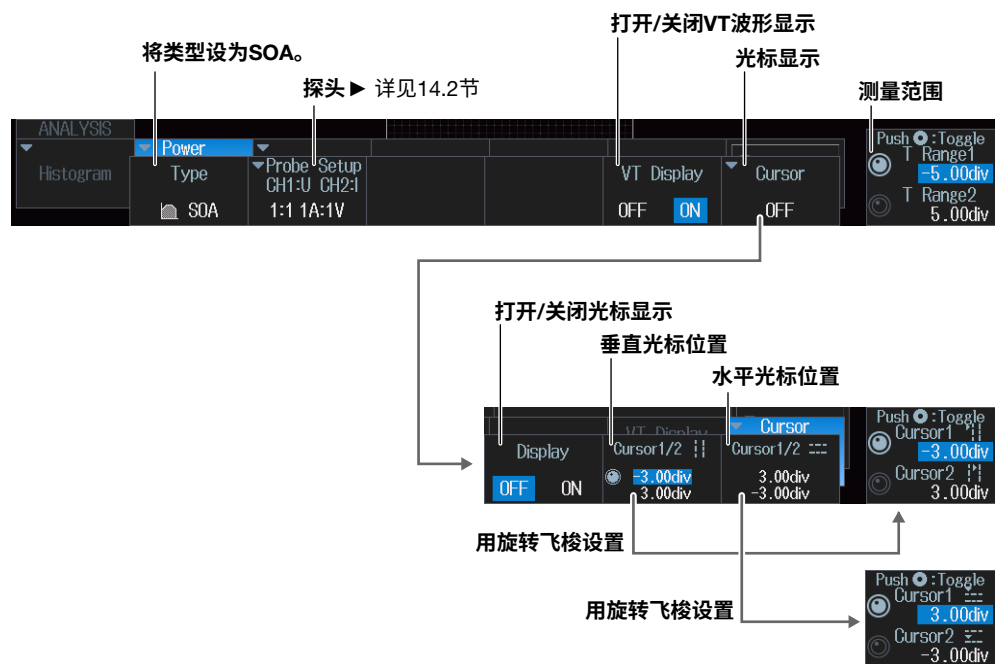 打开/关闭VT波形显示
将类型设为SOA。
光标显示
探头▶ 详见14.2节
测量范围
ANALYSIS
Histogram
Power
Type
SOA
Probe Setup
CH1:U CH2:I
1:1 1A:1V
VT Display
OFF ON
Cursor
OFF
Push :Toggle
T Range1
-5.00div
T Range2
5.00div
打开/关闭光标显示
垂直光标位置
水平光标位置
VT Display
Cursor
Display
OFF ON
Cursor1/2
-3.00div
3.00div
Cursor1/2
3.00div
-3.00div
Push :Toggle
Cursor1
-3.00div
Cursor2
3.00div
用旋转飞梭设置
用旋转飞梭设置
Push :Toggle
Cursor1
3.00div
Cursor2
-3.00div